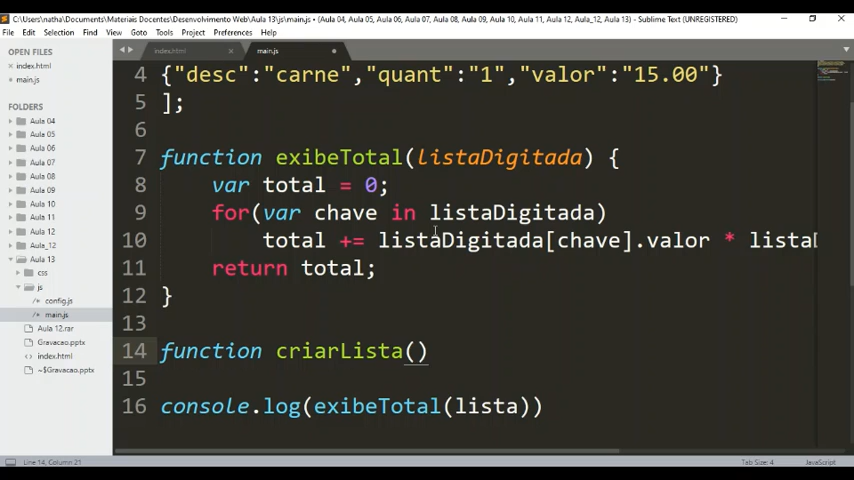 C:\Users\natha\Documents\Materiais Docentes\Desenvolvimento Web\Aula 13\js\main.js • (Aula 04, Aula 05, Aula 06, Aula 07, Aula 08, Aula 09, Aula 10, Aula 11, Aula 12, Aula_12, Aula 13) - Sublime Text (UNREGISTERED)
File Edit Selection Find View Goto Tools Project Preferences Help
OPEN FILES
index.html
main.js
FOLDERS
Aula 04
Aula 05
Aula 06
Aula 07
Aula 08
Aula 09
Aula 10
Aula 11
Aula 12
Aula_12
Aula 13
css
js
config.js
main.js
Aula 12.rar
Gravacao.pptx
index.html
~$Gravacao.pptx
index.html main.js
4 {"desc":"carne","quant":"1","valor":"15.00"}
5 ];
6
7 function exibeTotal(listaDigitada) {
8 var total = 0;
9 for(var chave in listaDigitada)
10 total += listaDigitada[chave].valor * listaD
11 return total;
12 }
13
14 function criarLista()
15
16 console.log(exibeTotal(lista))
Line 14, Column 21 Tab Size: 4 JavaScript